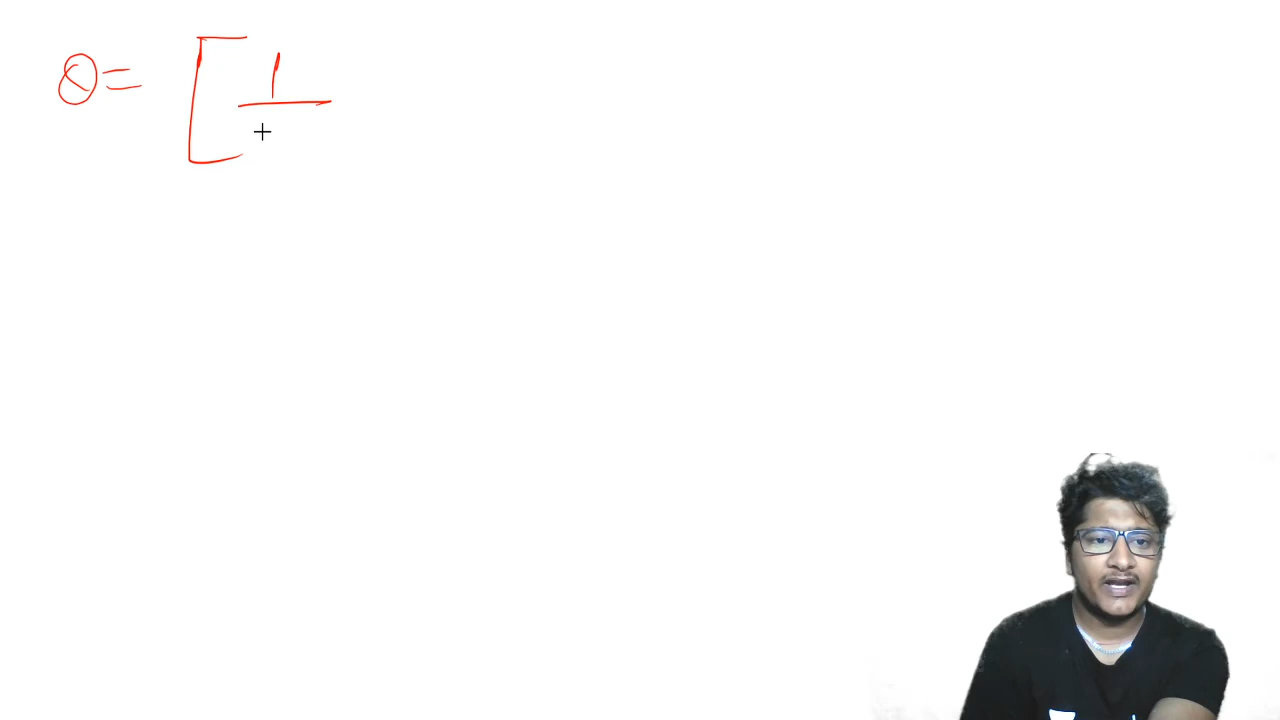 θ = [ 1